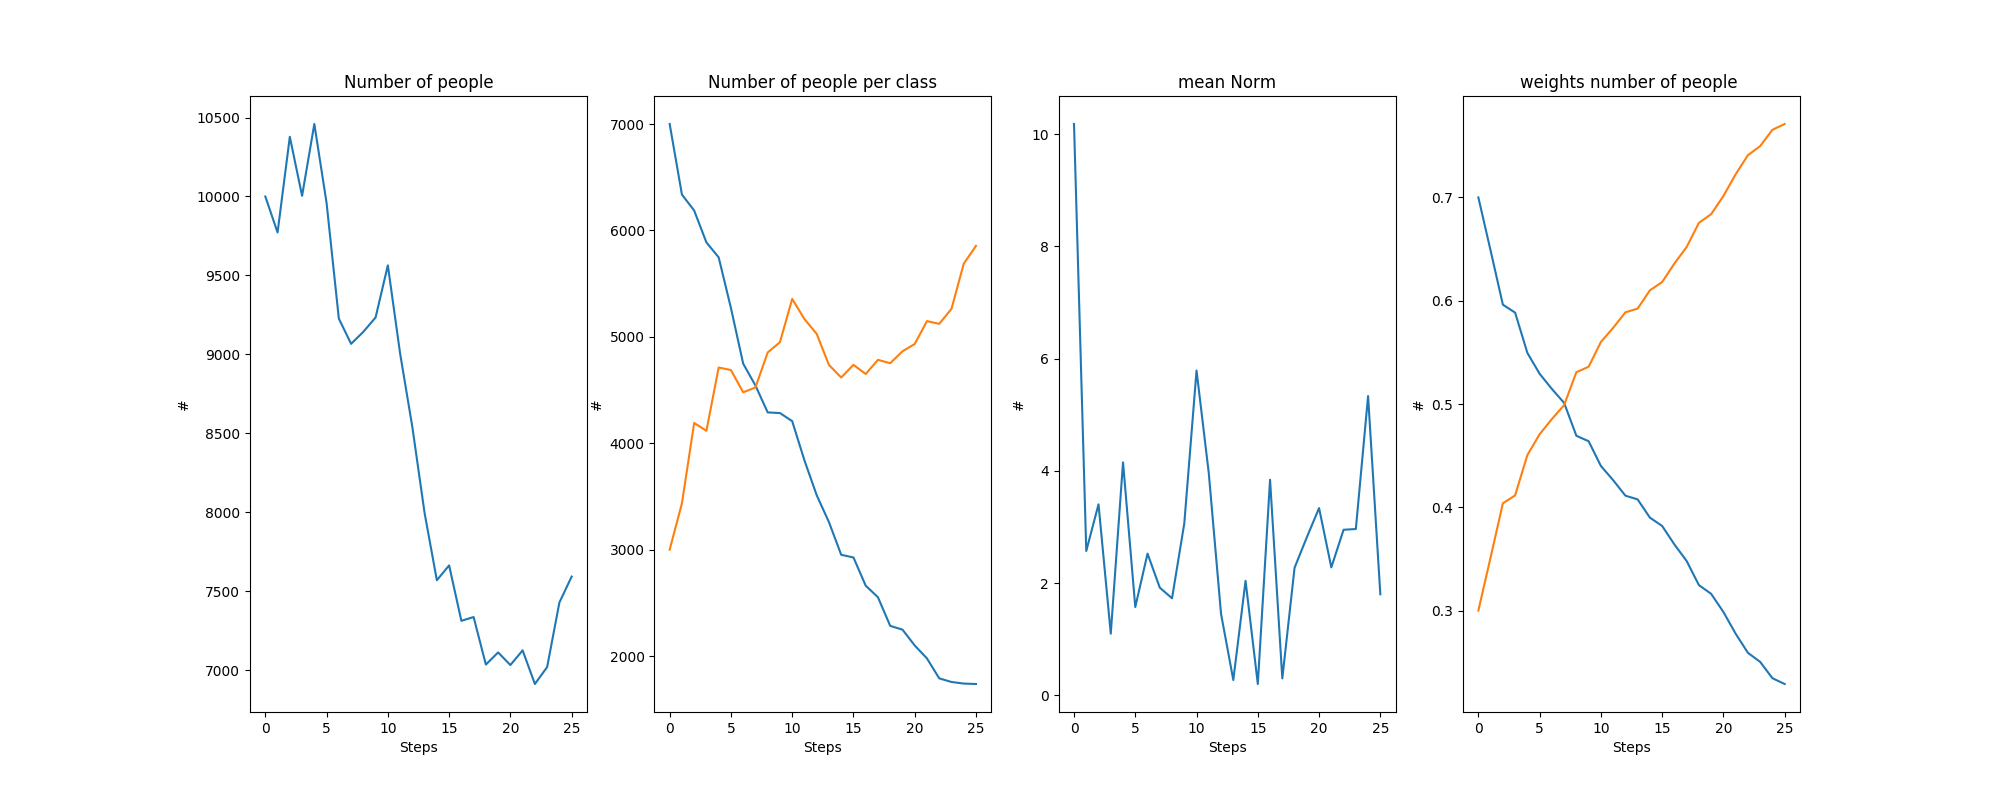 Number of people
10500
10000
9500
9000
8500
8000
7500
7000
#
0 5 10 15 20 25
Steps
Number of people per class
7000
6000
5000
4000
3000
2000
#
0 5 10 15 20 25
Steps
mean Norm
10
8
6
4
2
0
#
0 5 10 15 20 25
Steps
weights number of people
0.7
0.6
0.5
0.4
0.3
#
0 5 10 15 20 25
Steps